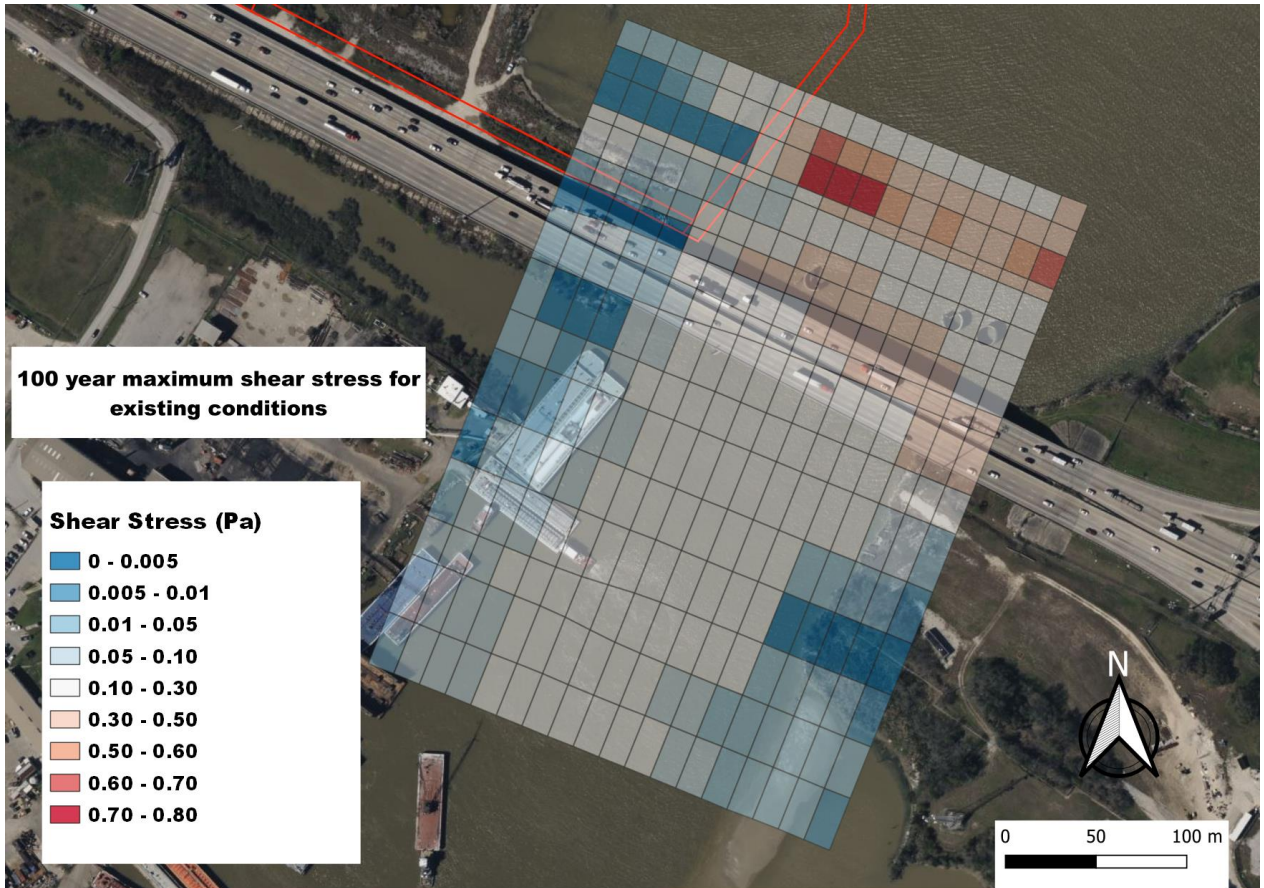 100 year maximum shear stress for
existing conditions
Shear Stress (Pa)
0 - 0.005
0.005 - 0.01
0.01 - 0.05
0.05 - 0.10
0.10 - 0.30
0.30 - 0.50
0.50 - 0.60
0.60 - 0.70
0.70 - 0.80
N
0 50 100 m